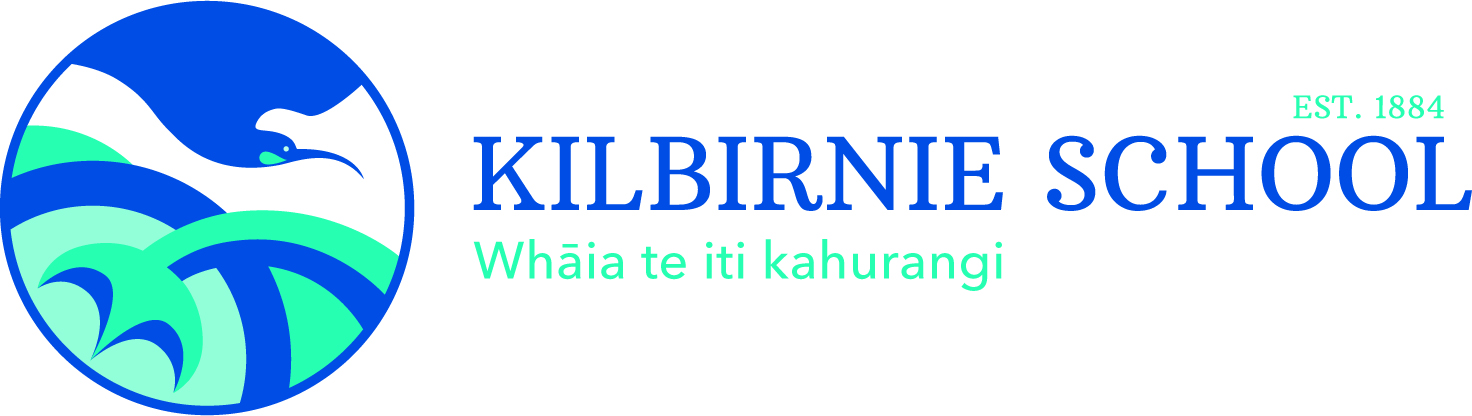 EST. 1884
KILBIRNIE SCHOOL
Whāia te iti kahurangi